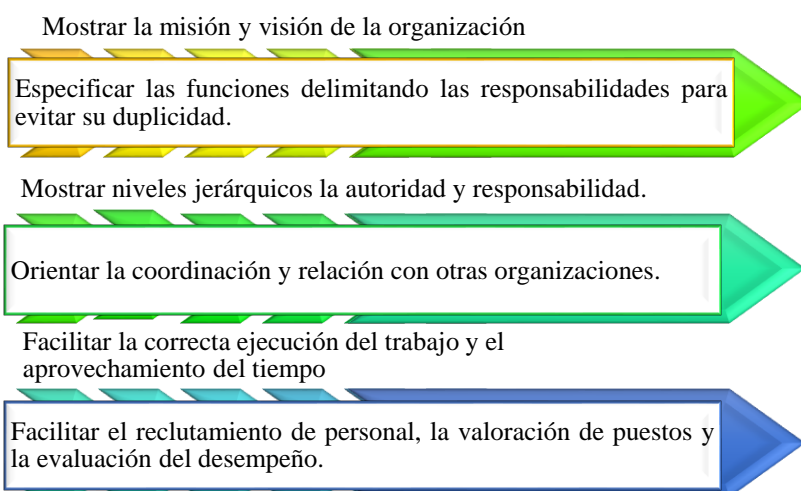 Mostrar la misión y visión de la organización
Especificar las funciones delimitando las responsabilidades para
evitar su duplicidad.
Mostrar niveles jerárquicos la autoridad y responsabilidad.
Orientar la coordinación y relación con otras organizaciones.
Facilitar la correcta ejecución del trabajo y el
aprovechamiento del tiempo
Facilitar el reclutamiento de personal, la valoración de puestos y
la evaluación del desempeño.